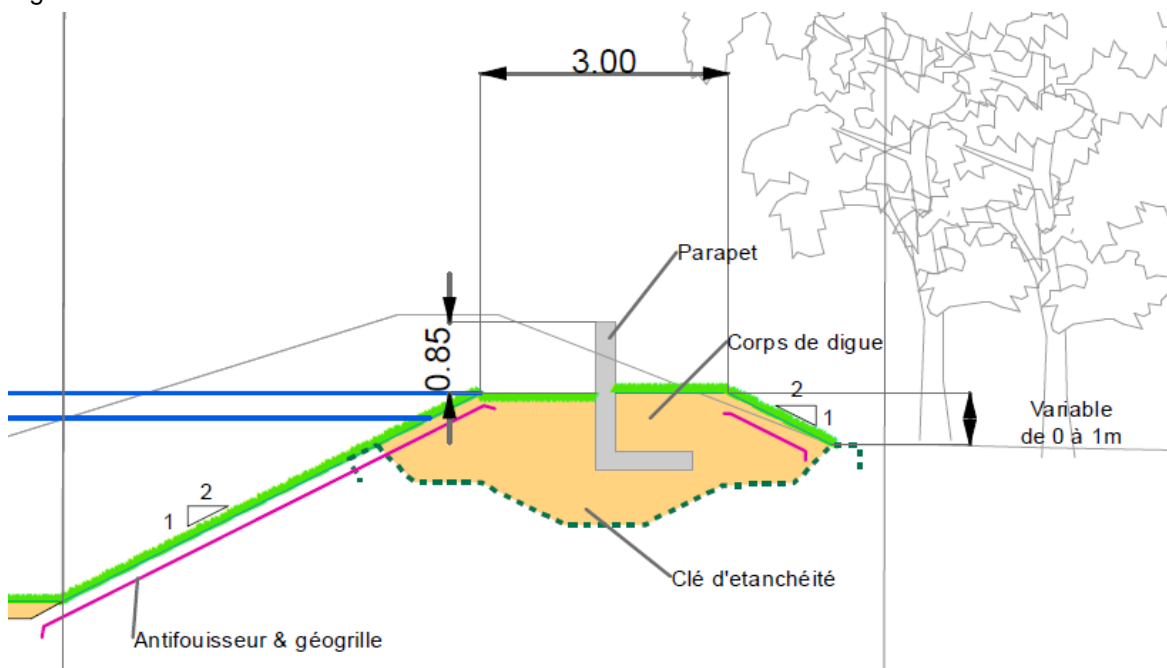 3.00
Parapet
0.85
Corps de digue
2
1
Variable
de 0 à 1m
2
1
Clé d'etanchéité
Antifouisseur & géogrille